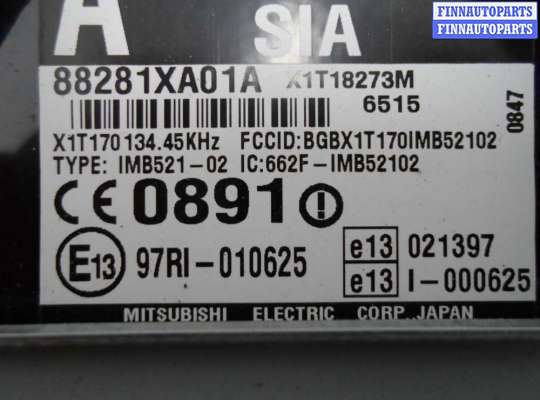 FINNAUTOPARTS
FINNAUTOPARTS
A SIA
88281XA01A X1T18273M
6515
0847
X1T170 134.45KHz FCCID:BGBX1T170IMB52102
TYPE: IMB521-02 IC:662F-IMB52102
CE 0891
E13 97RI-010625
e13 021397
e13 I-000625
MITSUBISHI ELECTRIC CORP. JAPAN